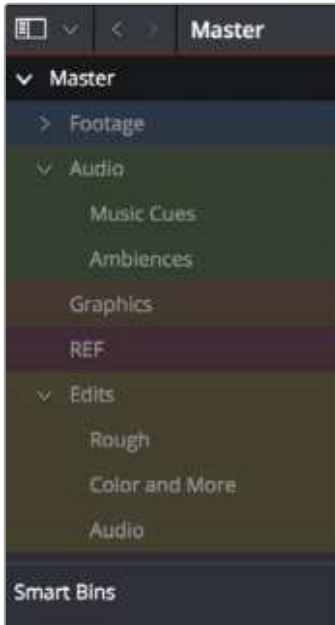 Master
Master
Footage
Audio
Music Cues
Ambiences
Graphics
REF
Edits
Rough
Color and More
Audio
Smart Bins